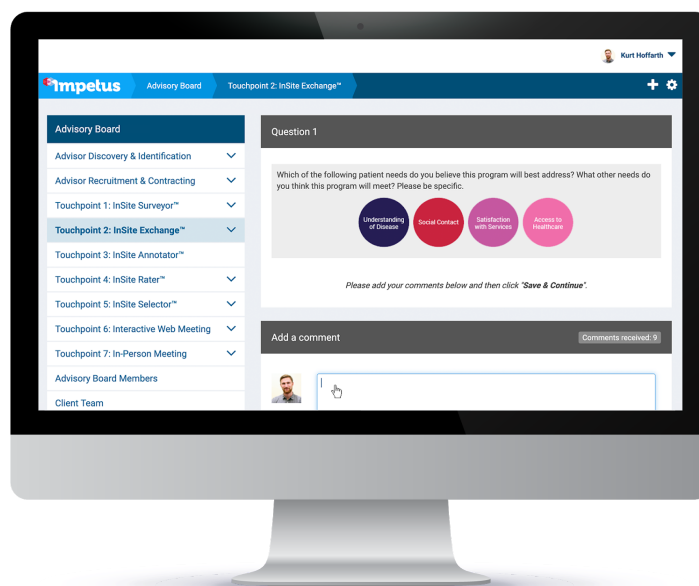 Kurt Hoffarth
Impetus
Advisory Board
Touchpoint 2: InSite Exchange™
Advisory Board
Advisor Discovery & Identification
Advisor Recruitment & Contracting
Touchpoint 1: InSite Surveyor™
Touchpoint 2: InSite Exchange™
Touchpoint 3: InSite Annotator™
Touchpoint 4: InSite Rater™
Touchpoint 5: InSite Selector™
Touchpoint 6: Interactive Web Meeting
Touchpoint 7: In-Person Meeting
Advisory Board Members
Client Team
Question 1
Which of the following patient needs do you believe this program will best address? What other needs do
you think this program will meet? Please be specific.
Understanding
of Disease
Social Contact
Satisfaction
with Services
Access to
Healthcare
Please add your comments below and then click "Save & Continue".
Add a comment
Comments received: 9